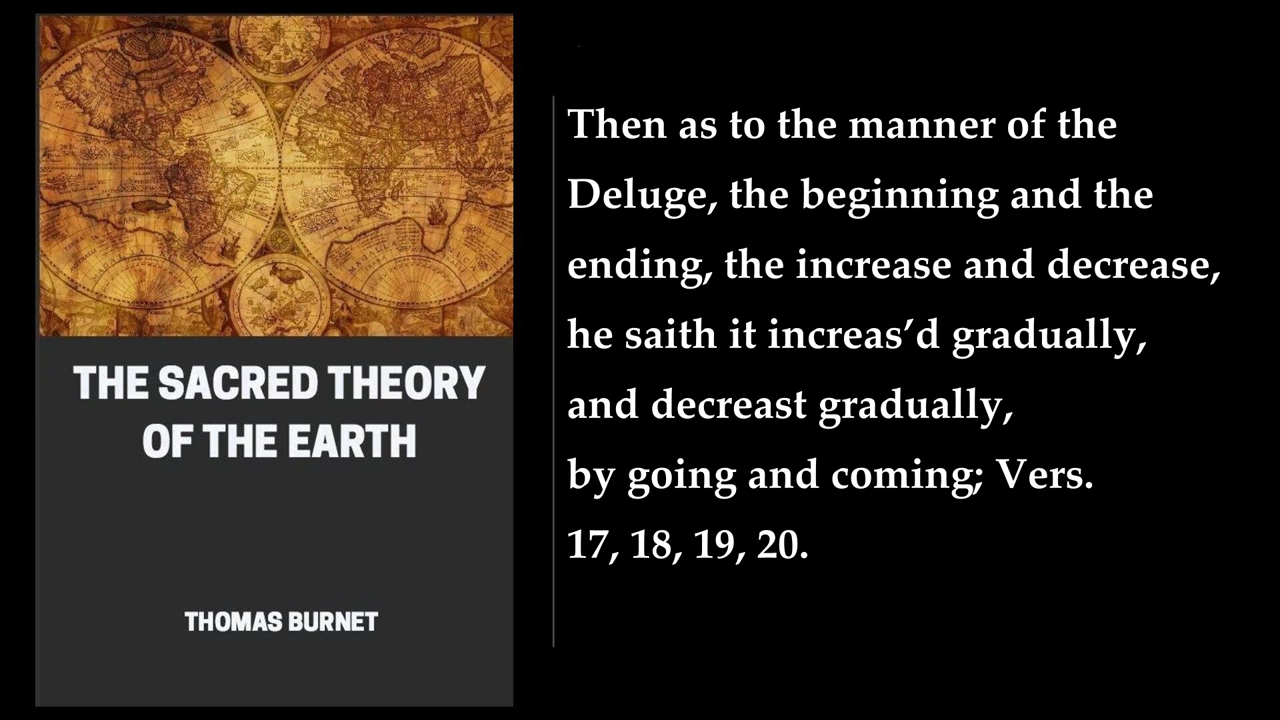 THE SACRED THEORY
OF THE EARTH
THOMAS BURNET
Then as to the manner of the
Deluge, the beginning and the
ending, the increase and decrease,
he saith it increas’d gradually,
and decreast gradually,
by going and coming; Vers.
17, 18, 19, 20.